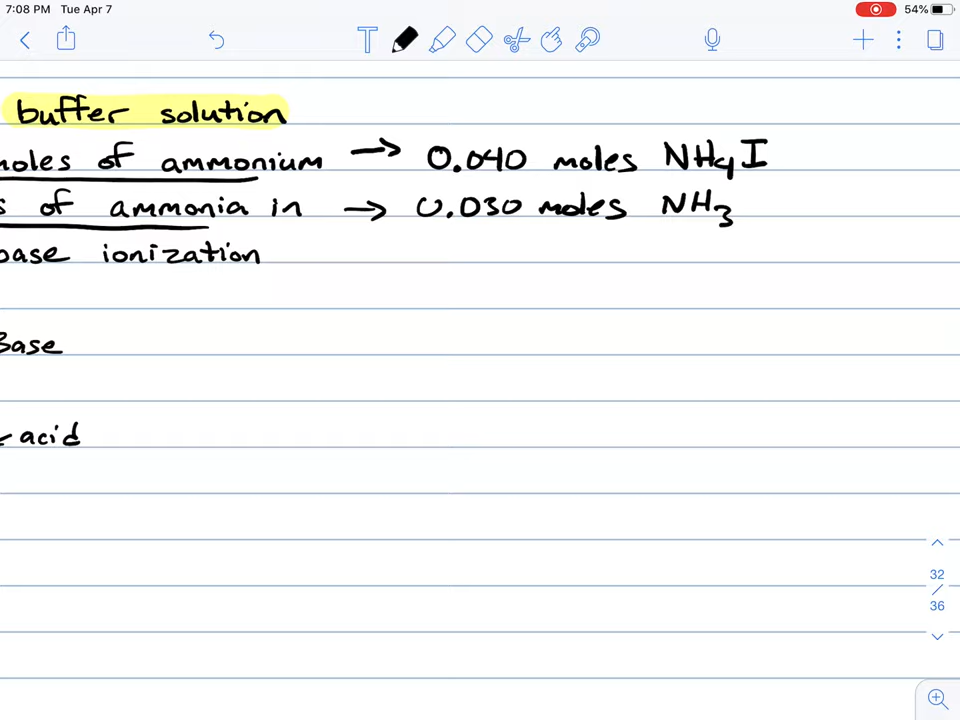 7:08 PM Tue Apr 7
54%
T
buffer solution
moles of ammonium → 0.040 moles NH4I
s of ammonia in → 0.030 moles NH3
base ionization
Base
acid
32
/
36